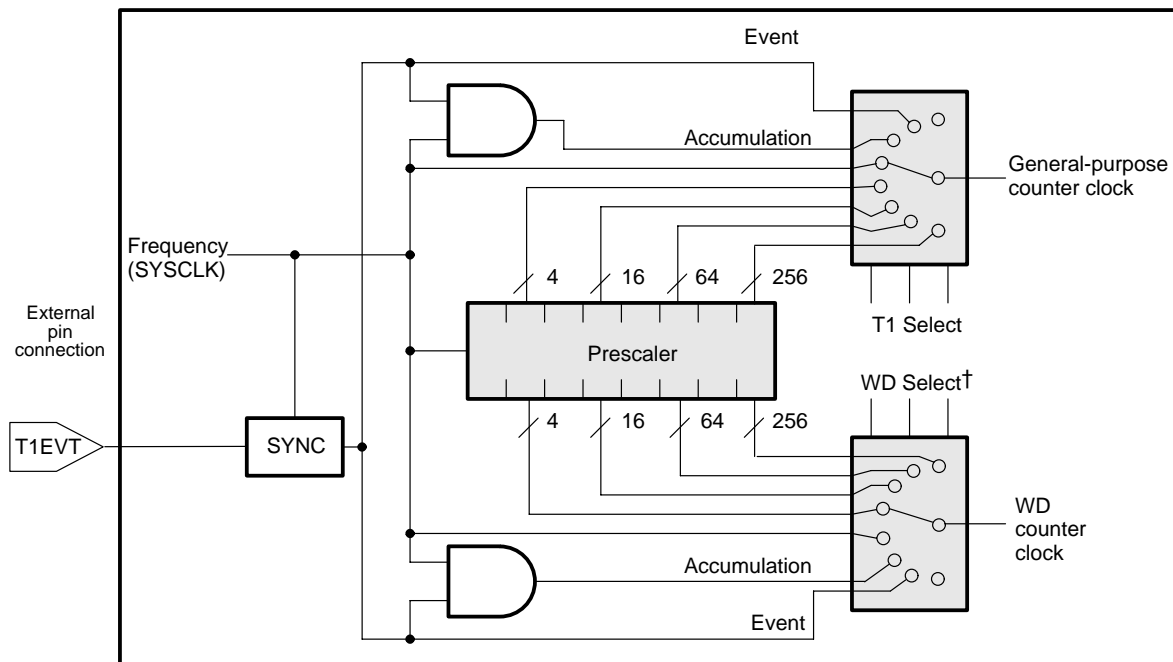 Event
Accumulation
General-purpose
counter clock
Frequency
(SYSCLK)
/ 4
/ 16
/ 64
/ 256
External
pin
connection
T1 Select
Prescaler
WD Select†
/ 4
/ 16
/ 64
/ 256
T1EVT
SYNC
WD
counter
clock
Accumulation
Event